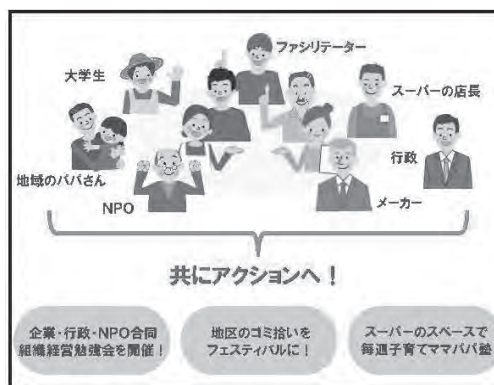 ファシリテーター
大学生
スーパーの店長
地域のパパさん
行政
NPO
メーカー
共にアクションへ！
企業・行政・NPO合同
組織経営勉強会を開催！
地区のゴミ拾いを
フェスティバルに！
スーパーのスペースで
毎週子育てママパパ塾